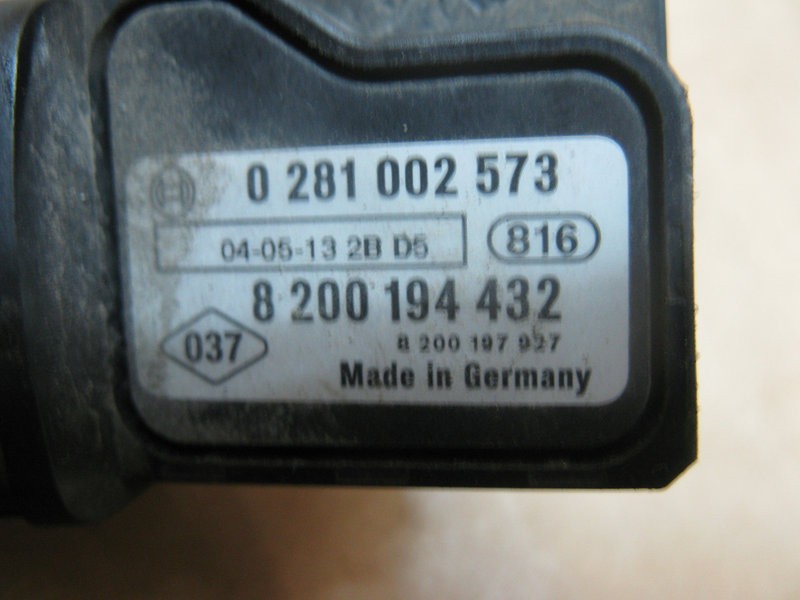 0 281 002 573
04-05-13 2B D5 816
8 200 194 432
037 8 200 197 927
Made in Germany